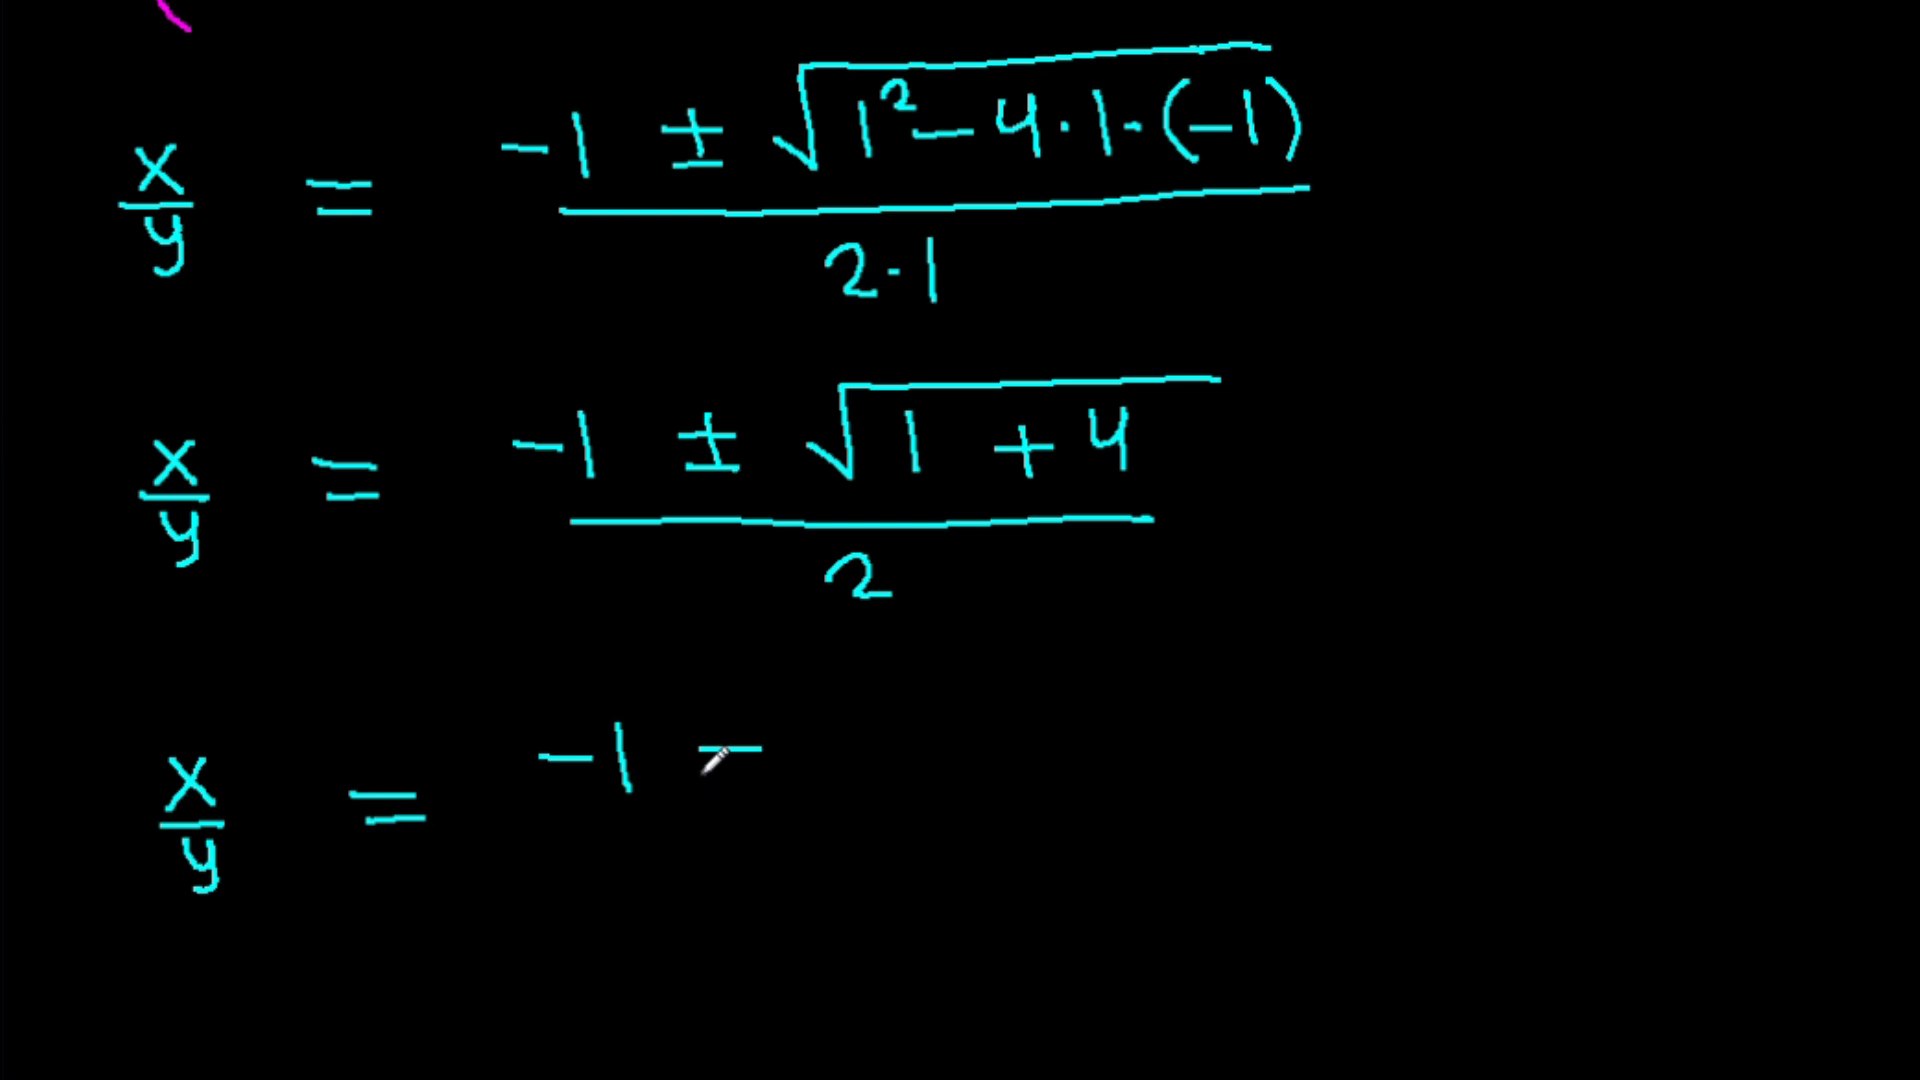 x/y = (-1 ± √(1² - 4·1·(-1)))/(2·1)
x/y = (-1 ± √(1 + 4))/2
x/y = -1 -